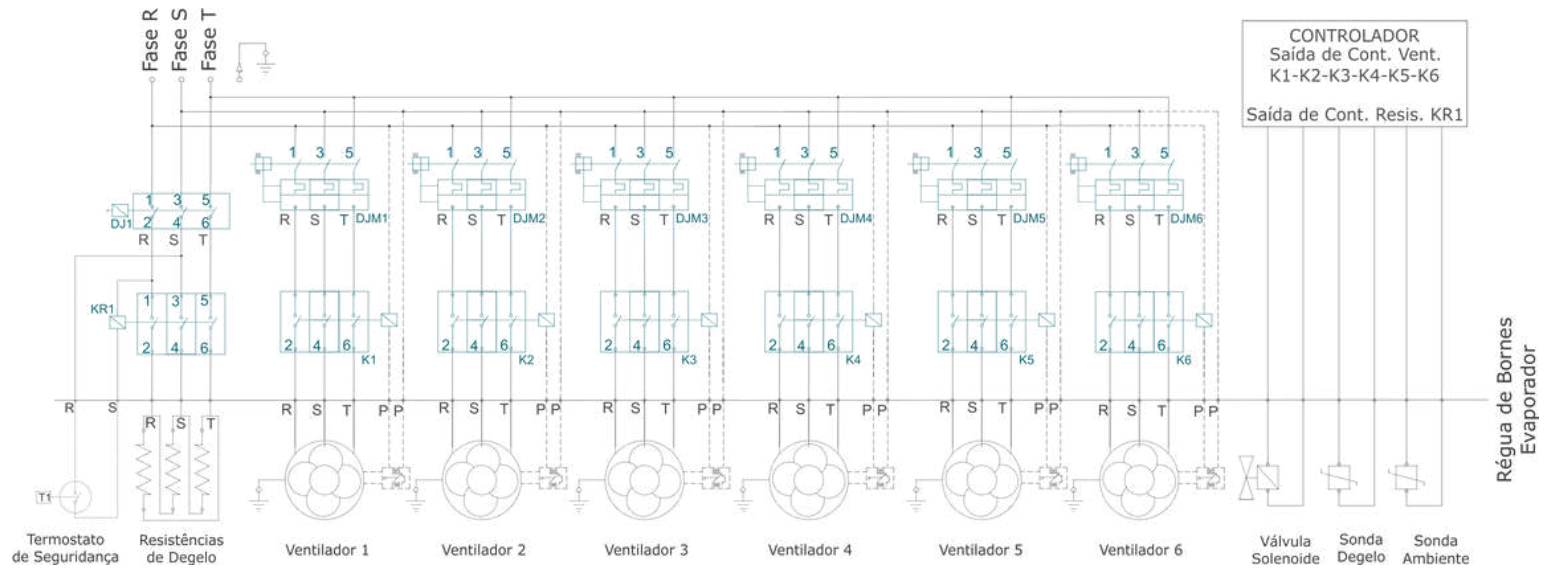 Fase R
Fase S
Fase T
CONTROLADOR
Saída de Cont. Vent.
K1-K2-K3-K4-K5-K6
Saída de Cont. Resis. KR1
1 3 5
1 3 5
1 3 5
1 3 5
1 3 5
1 3 5
1 3 5
DJ1
2 4 6
R S T
R S T DJM1
R S T DJM2
R S T DJM3
R S T DJM4
R S T DJM5
R S T DJM6
KR1
1 3 5
2 4 6
2 4 6 K1
2 4 6 K2
2 4 6 K3
2 4 6 K4
2 4 6 K5
2 4 6 K6
R S
R S T
R S T P P
R S T P P
R S T P P
R S T P P
R S T P P
R S T P P
Régua de Bornes
Evaporador
T1
Termostato
de Seguridança
Resistências
de Degelo
Ventilador 1
Ventilador 2
Ventilador 3
Ventilador 4
Ventilador 5
Ventilador 6
Válvula
Solenoide
Sonda
Degelo
Sonda
Ambiente